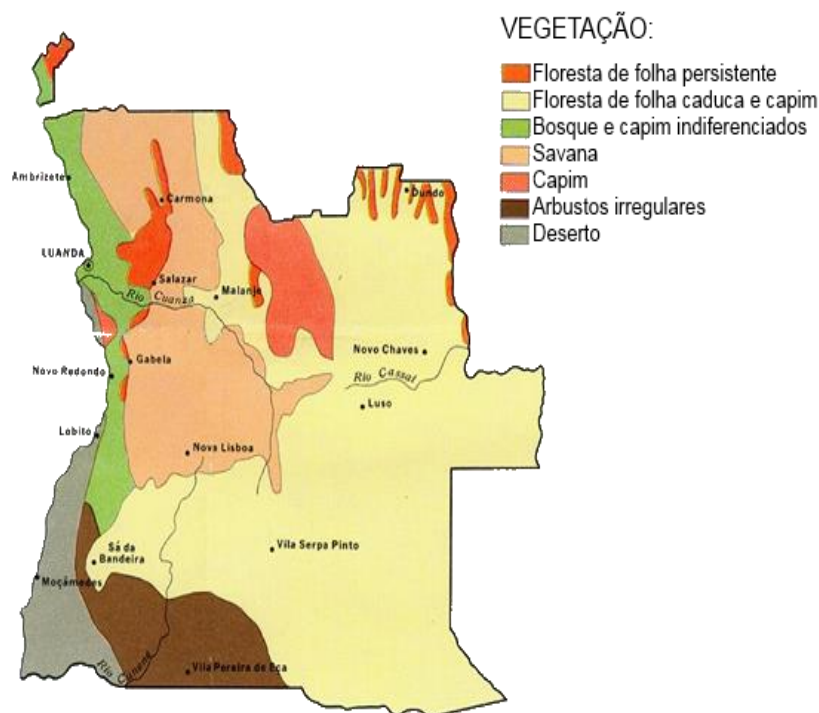 VEGETAÇÃO:
Floresta de folha persistente
Floresta de folha caduca e capim
Bosque e capim indiferenciados
Savana
Capim
Arbustos irregulares
Deserto
Ambrizete
Carmona
Dundo
LUANDA
Salazar
Malanje
Rio Cuanza
Gabela
Novo Chaves
Novo Redondo
Rio Cassai
Luso
Lobito
Nova Lisboa
Sá da
Bandeira
Vila Serpa Pinto
Moçâmedes
Rio Cunene
Vila Pereira de Eça